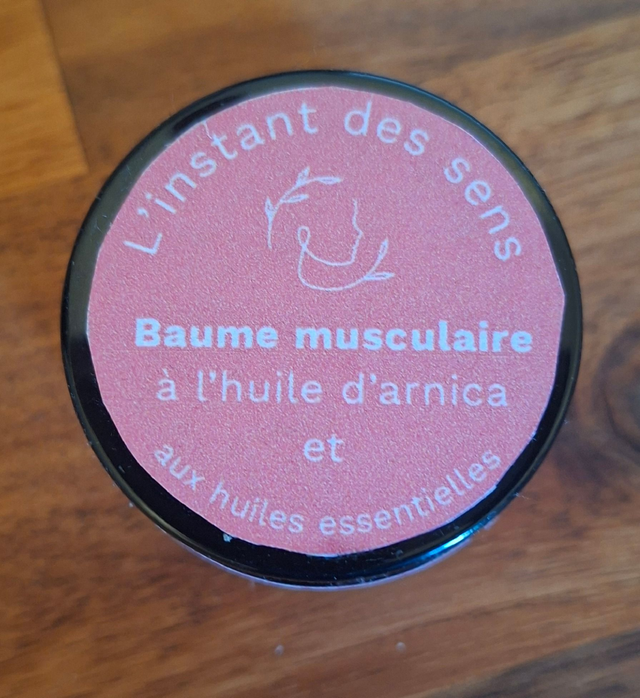 L'instant des sens
Baume musculaire
à l'huile d'arnica
et
aux huiles essentielles